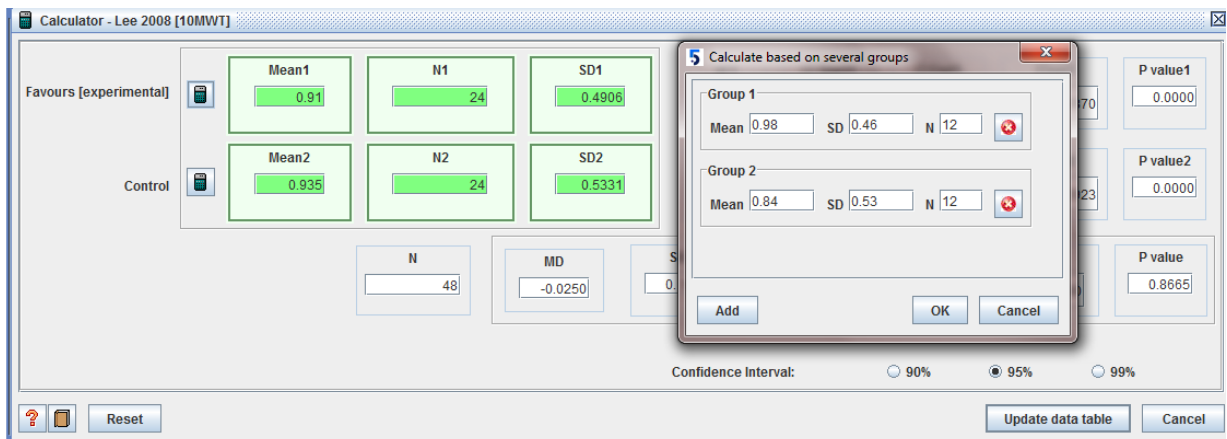 Calculator - Lee 2008 [10MWT]
Mean1 N1 SD1 P value1
Favours [experimental] 0.91 24 0.4906 0.0000
Mean2 N2 SD2 P value2
Control 0.935 24 0.5331 0.0000
N MD P value
48 -0.0250 0.8665
Confidence Interval: 90% 95% 99%
Reset Update data table Cancel
5 Calculate based on several groups
Group 1
Mean 0.98 SD 0.46 N 12
Group 2
Mean 0.84 SD 0.53 N 12
Add OK Cancel